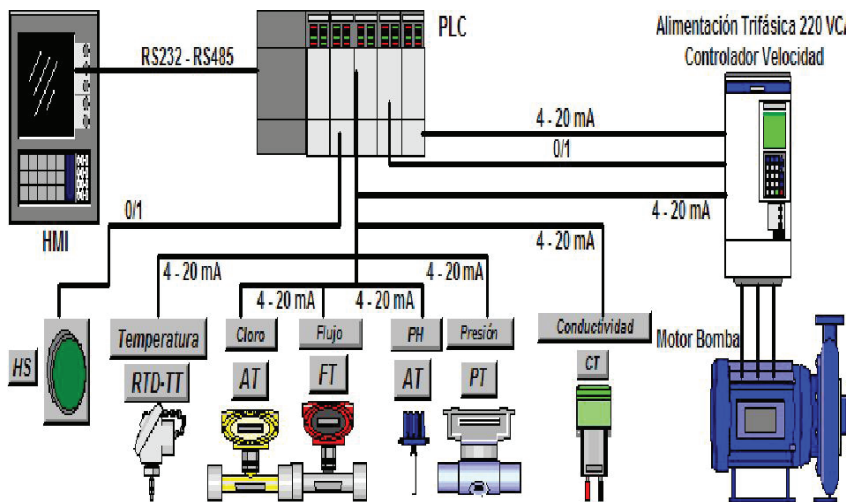 PLC
Alimentación Trifásica 220 VCA
Controlador Velocidad
RS232 - RS485
4 - 20 mA
0/1
4 - 20 mA
0/1
HMI
4 - 20 mA
4 - 20 mA
4 - 20 mA
4 - 20 mA
4 - 20 mA
4 - 20 mA
HS
Temperatura
RTD-TT
Cloro
AT
Flujo
FT
PH
AT
Presión
PT
Conductividad
CT
Motor Bomba